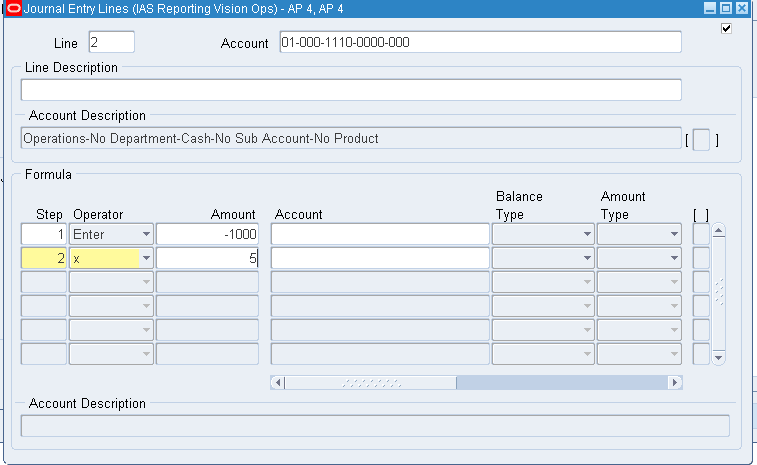 Journal Entry Lines (IAS Reporting Vision Ops) - AP 4, AP 4
Line 2 Account 01-000-1110-0000-000
Line Description
Account Description
Operations-No Department-Cash-No Sub Account-No Product [ ]
Formula
Balance Amount
Step Operator Amount Account Type Type [ ]
1 Enter -1000
2 x 5
Account Description